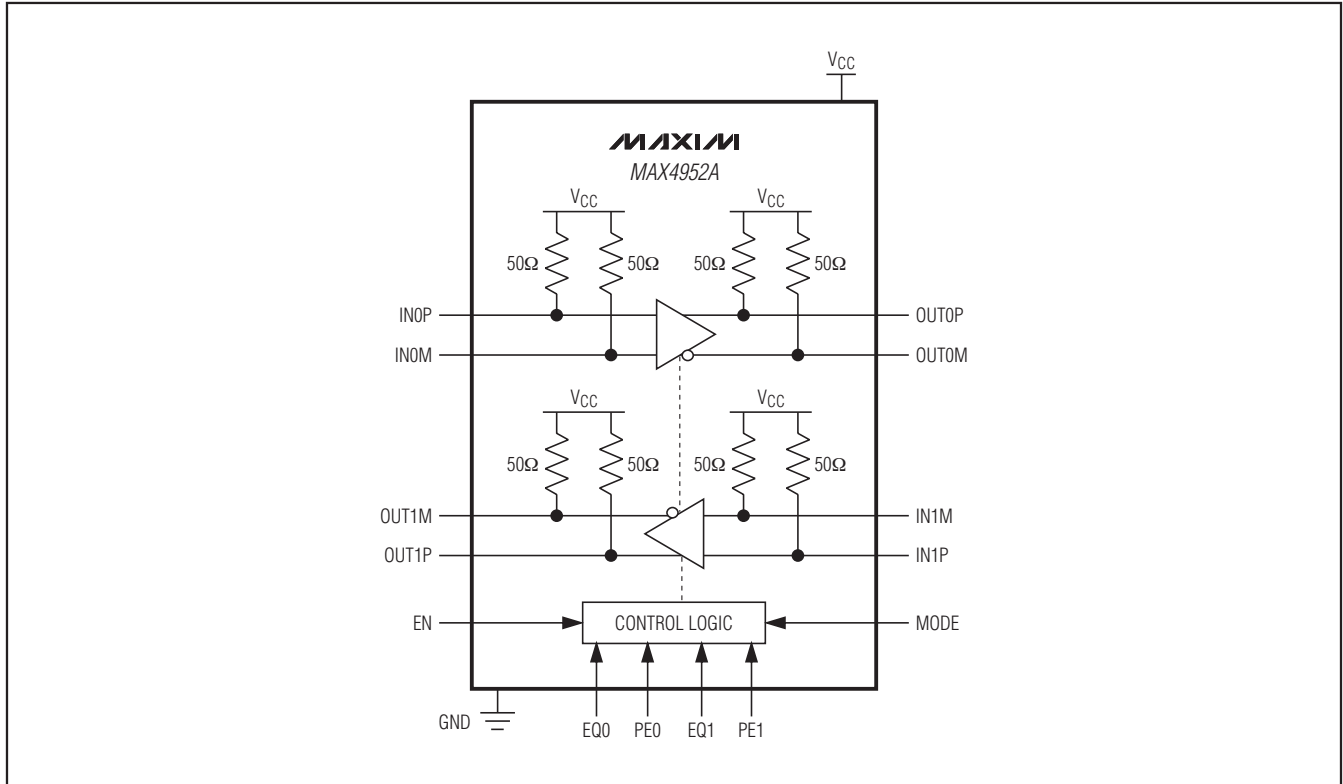 VCC
MAXIM
MAX4952A
VCC VCC
50Ω 50Ω 50Ω 50Ω
IN0P OUT0P
IN0M OUT0M
VCC VCC
50Ω 50Ω 50Ω 50Ω
OUT1M IN1M
OUT1P IN1P
EN CONTROL LOGIC MODE
GND
EQ0 PE0 EQ1 PE1